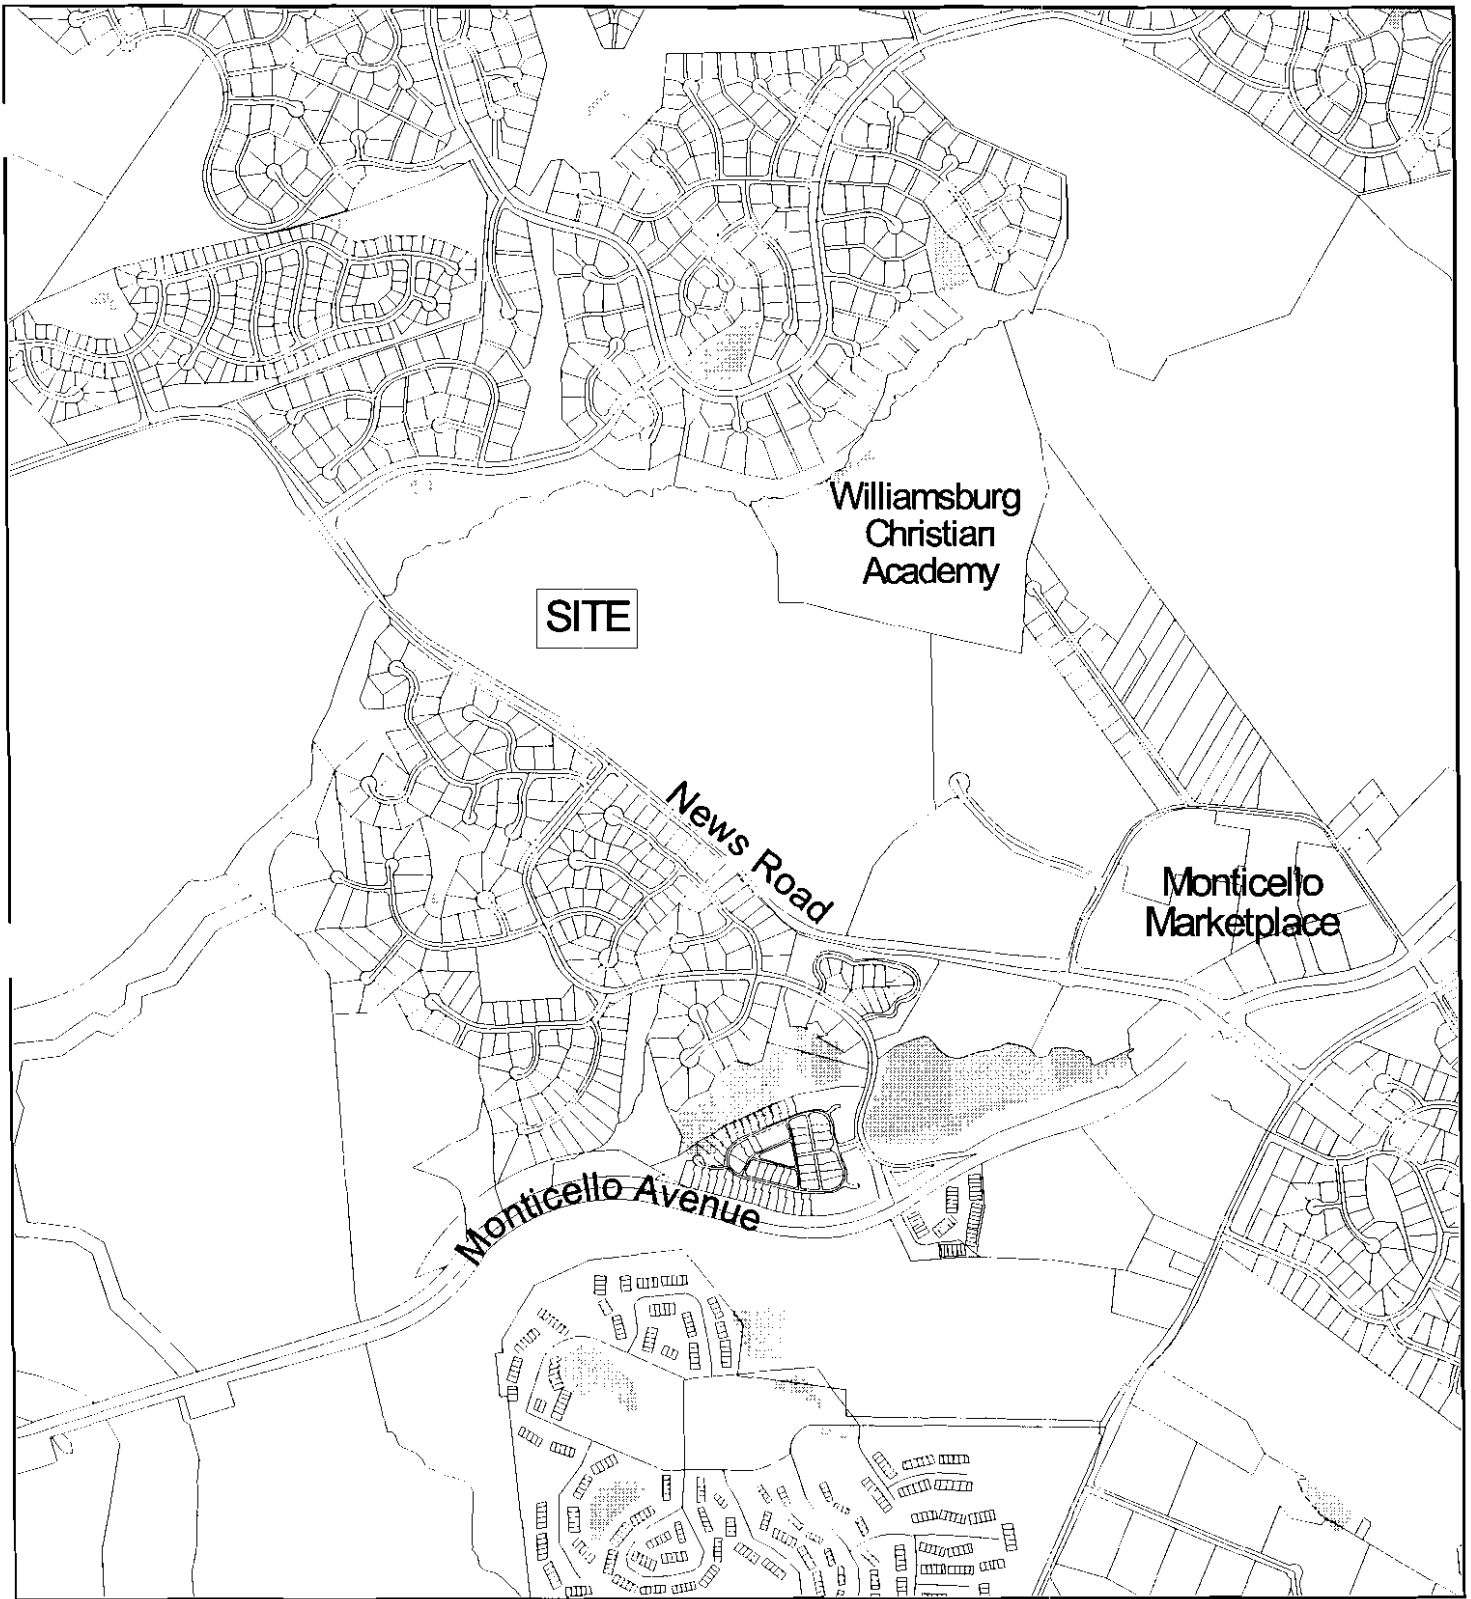 Williamsburg
Christian
Academy
SITE
News Road
Monticello
Marketplace
Monticello Avenue